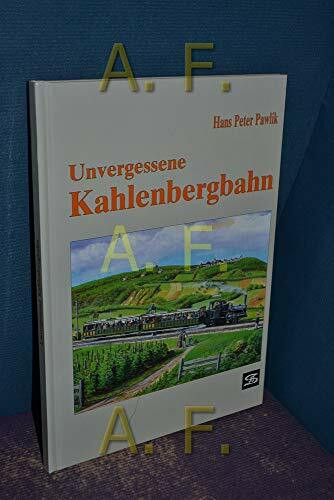 A. F.
Hans Peter Pawlik
Unvergessene
Kahlenbergbahn
A. F.
A. F.